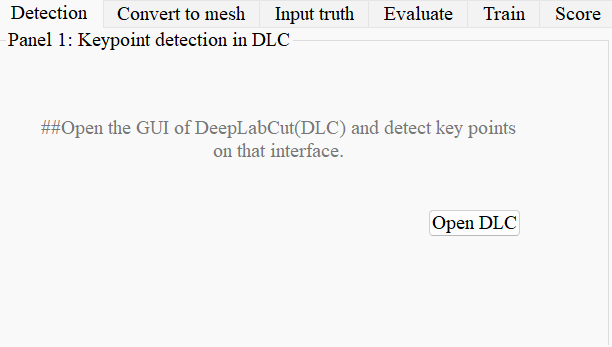 Detection Convert to mesh Input truth Evaluate Train Score
Panel 1: Keypoint detection in DLC
##Open the GUI of DeepLabCut(DLC) and detect key points
on that interface.
Open DLC